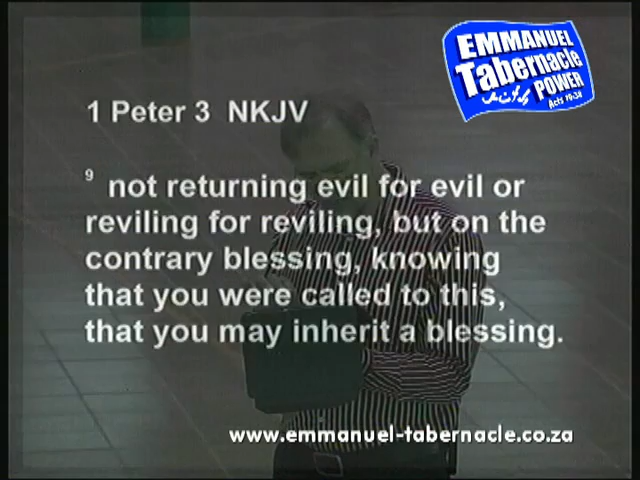 EMMANUEL
Tabernacle
POWER
Acts 19:20
1 Peter 3 NKJV
9 not returning evil for evil or
reviling for reviling, but on the
contrary blessing, knowing
that you were called to this,
that you may inherit a blessing.
www.emmanuel-tabernacle.co.za